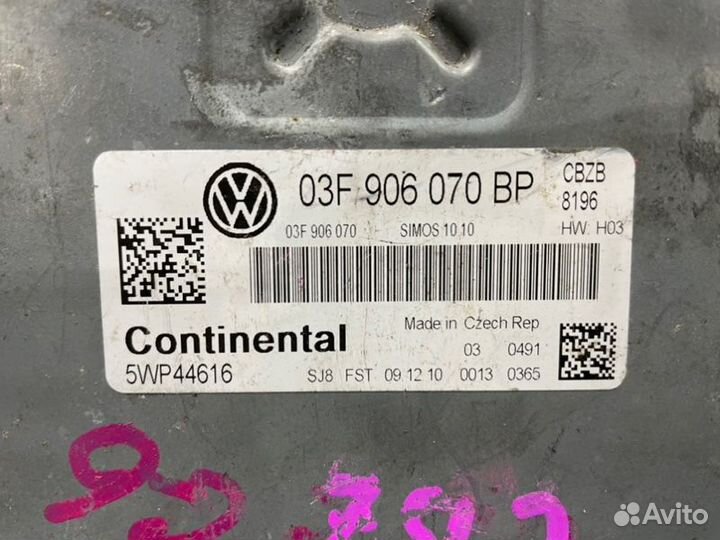 03F 906 070 BP
CBZB
8196
03F 906 070 SIMOS 10.10 HW: H03
Continental
Made in Czech Rep
03 0491
5WP44616
SJ8 FST 09 12 10 0013 0365
Avito